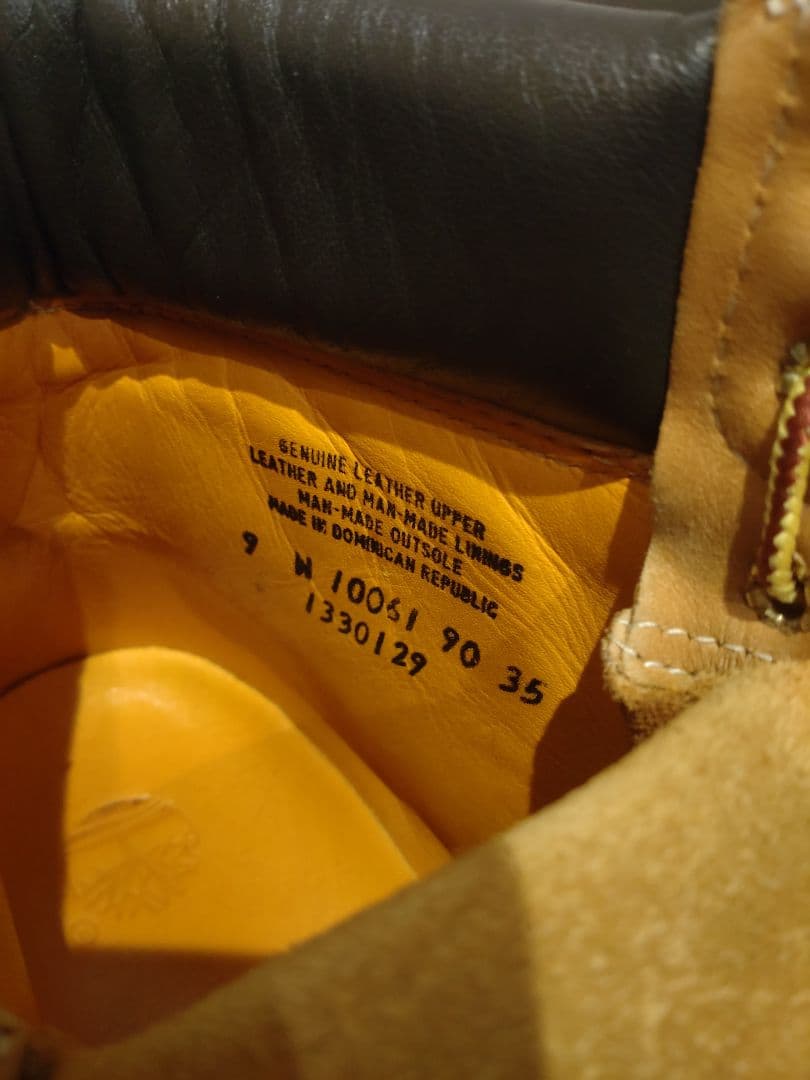 GENUINE LEATHER UPPER
LEATHER AND MAN-MADE LININGS
MAN-MADE OUTSOLE
MADE IN DOMINICAN REPUBLIC
9 W 10061 90 35
1330129